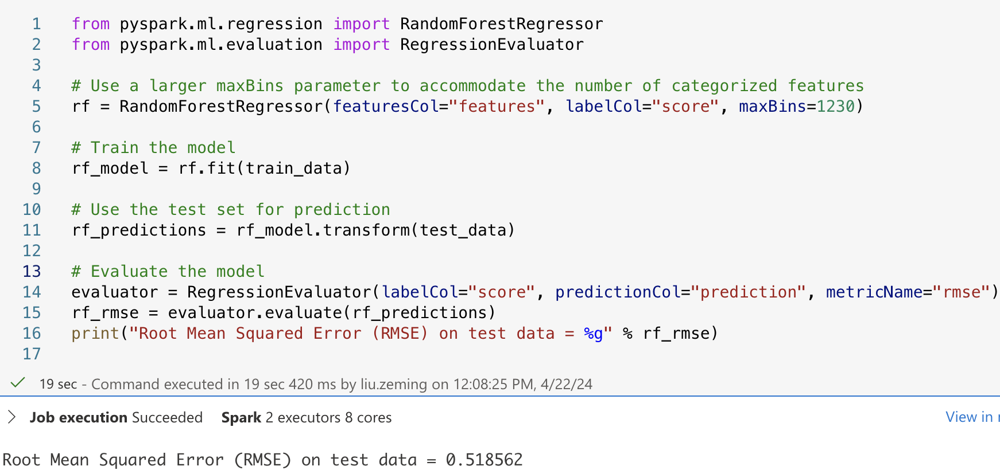 1 from pyspark.ml.regression import RandomForestRegressor
2 from pyspark.ml.evaluation import RegressionEvaluator
3
4 # Use a larger maxBins parameter to accommodate the number of categorized features
5 rf = RandomForestRegressor(featuresCol="features", labelCol="score", maxBins=1230)
6
7 # Train the model
8 rf_model = rf.fit(train_data)
9
10 # Use the test set for prediction
11 rf_predictions = rf_model.transform(test_data)
12
13 # Evaluate the model
14 evaluator = RegressionEvaluator(labelCol="score", predictionCol="prediction", metricName="rmse")
15 rf_rmse = evaluator.evaluate(rf_predictions)
16 print("Root Mean Squared Error (RMSE) on test data = %g" % rf_rmse)
17
19 sec - Command executed in 19 sec 420 ms by liu.zeming on 12:08:25 PM, 4/22/24
Job execution Succeeded Spark 2 executors 8 cores View in
Root Mean Squared Error (RMSE) on test data = 0.518562